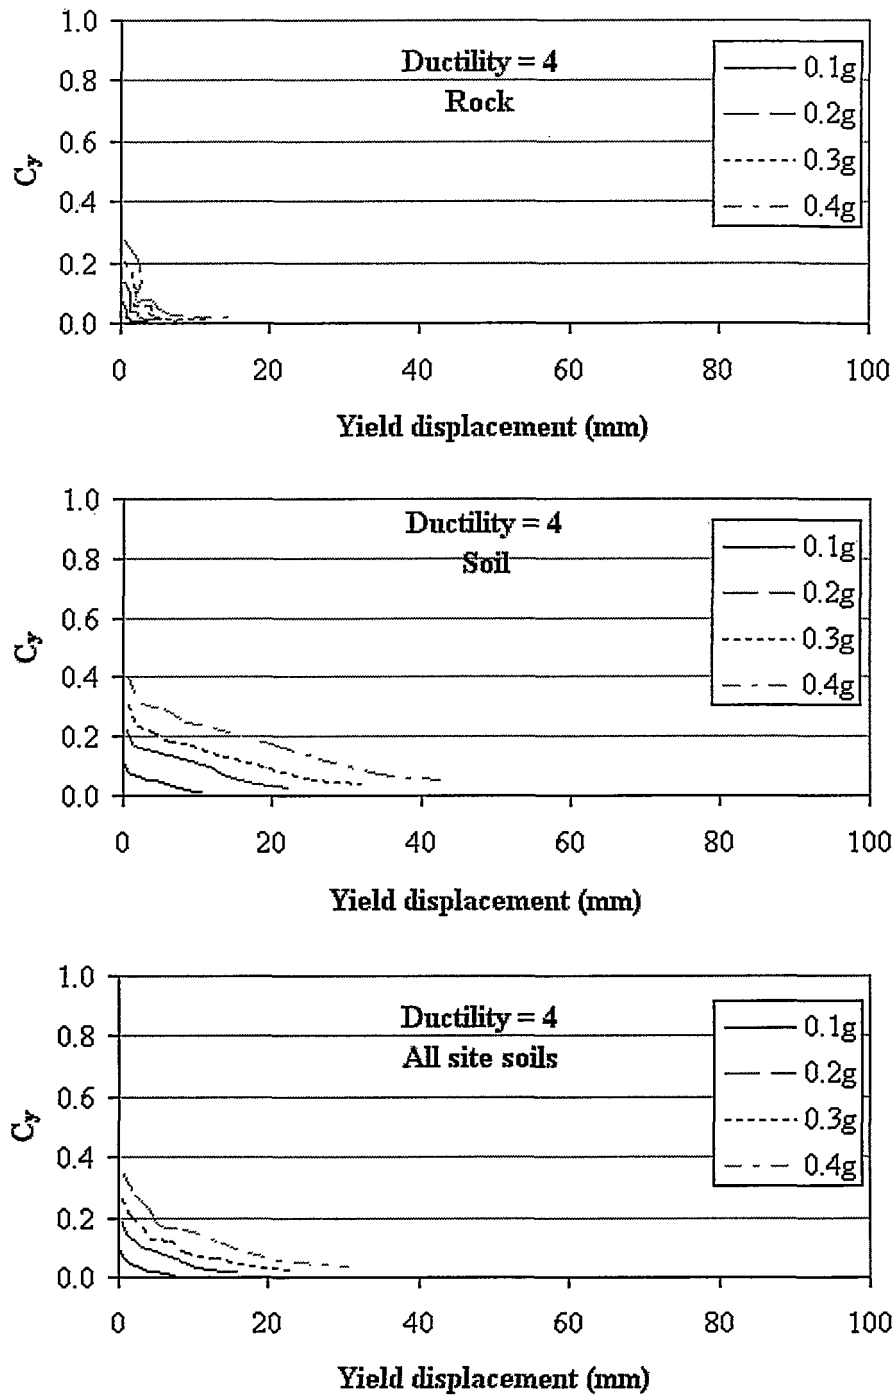 1.0
Ductility = 4
Rock
0.1g
0.8
0.2g
0.6
Cy
0.3g
0.4
0.4g
0.2
0.0
0 20 40 60 80 100
Yield displacement (mm)
1.0
Ductility = 4
Soil
0.1g
0.8
0.2g
0.6
Cy
0.3g
0.4
0.4g
0.2
0.0
0 20 40 60 80 100
Yield displacement (mm)
1.0
Ductility = 4
All site soils
0.1g
0.8
0.2g
0.6
Cy
0.3g
0.4
0.4g
0.2
0.0
0 20 40 60 80 100
Yield displacement (mm)